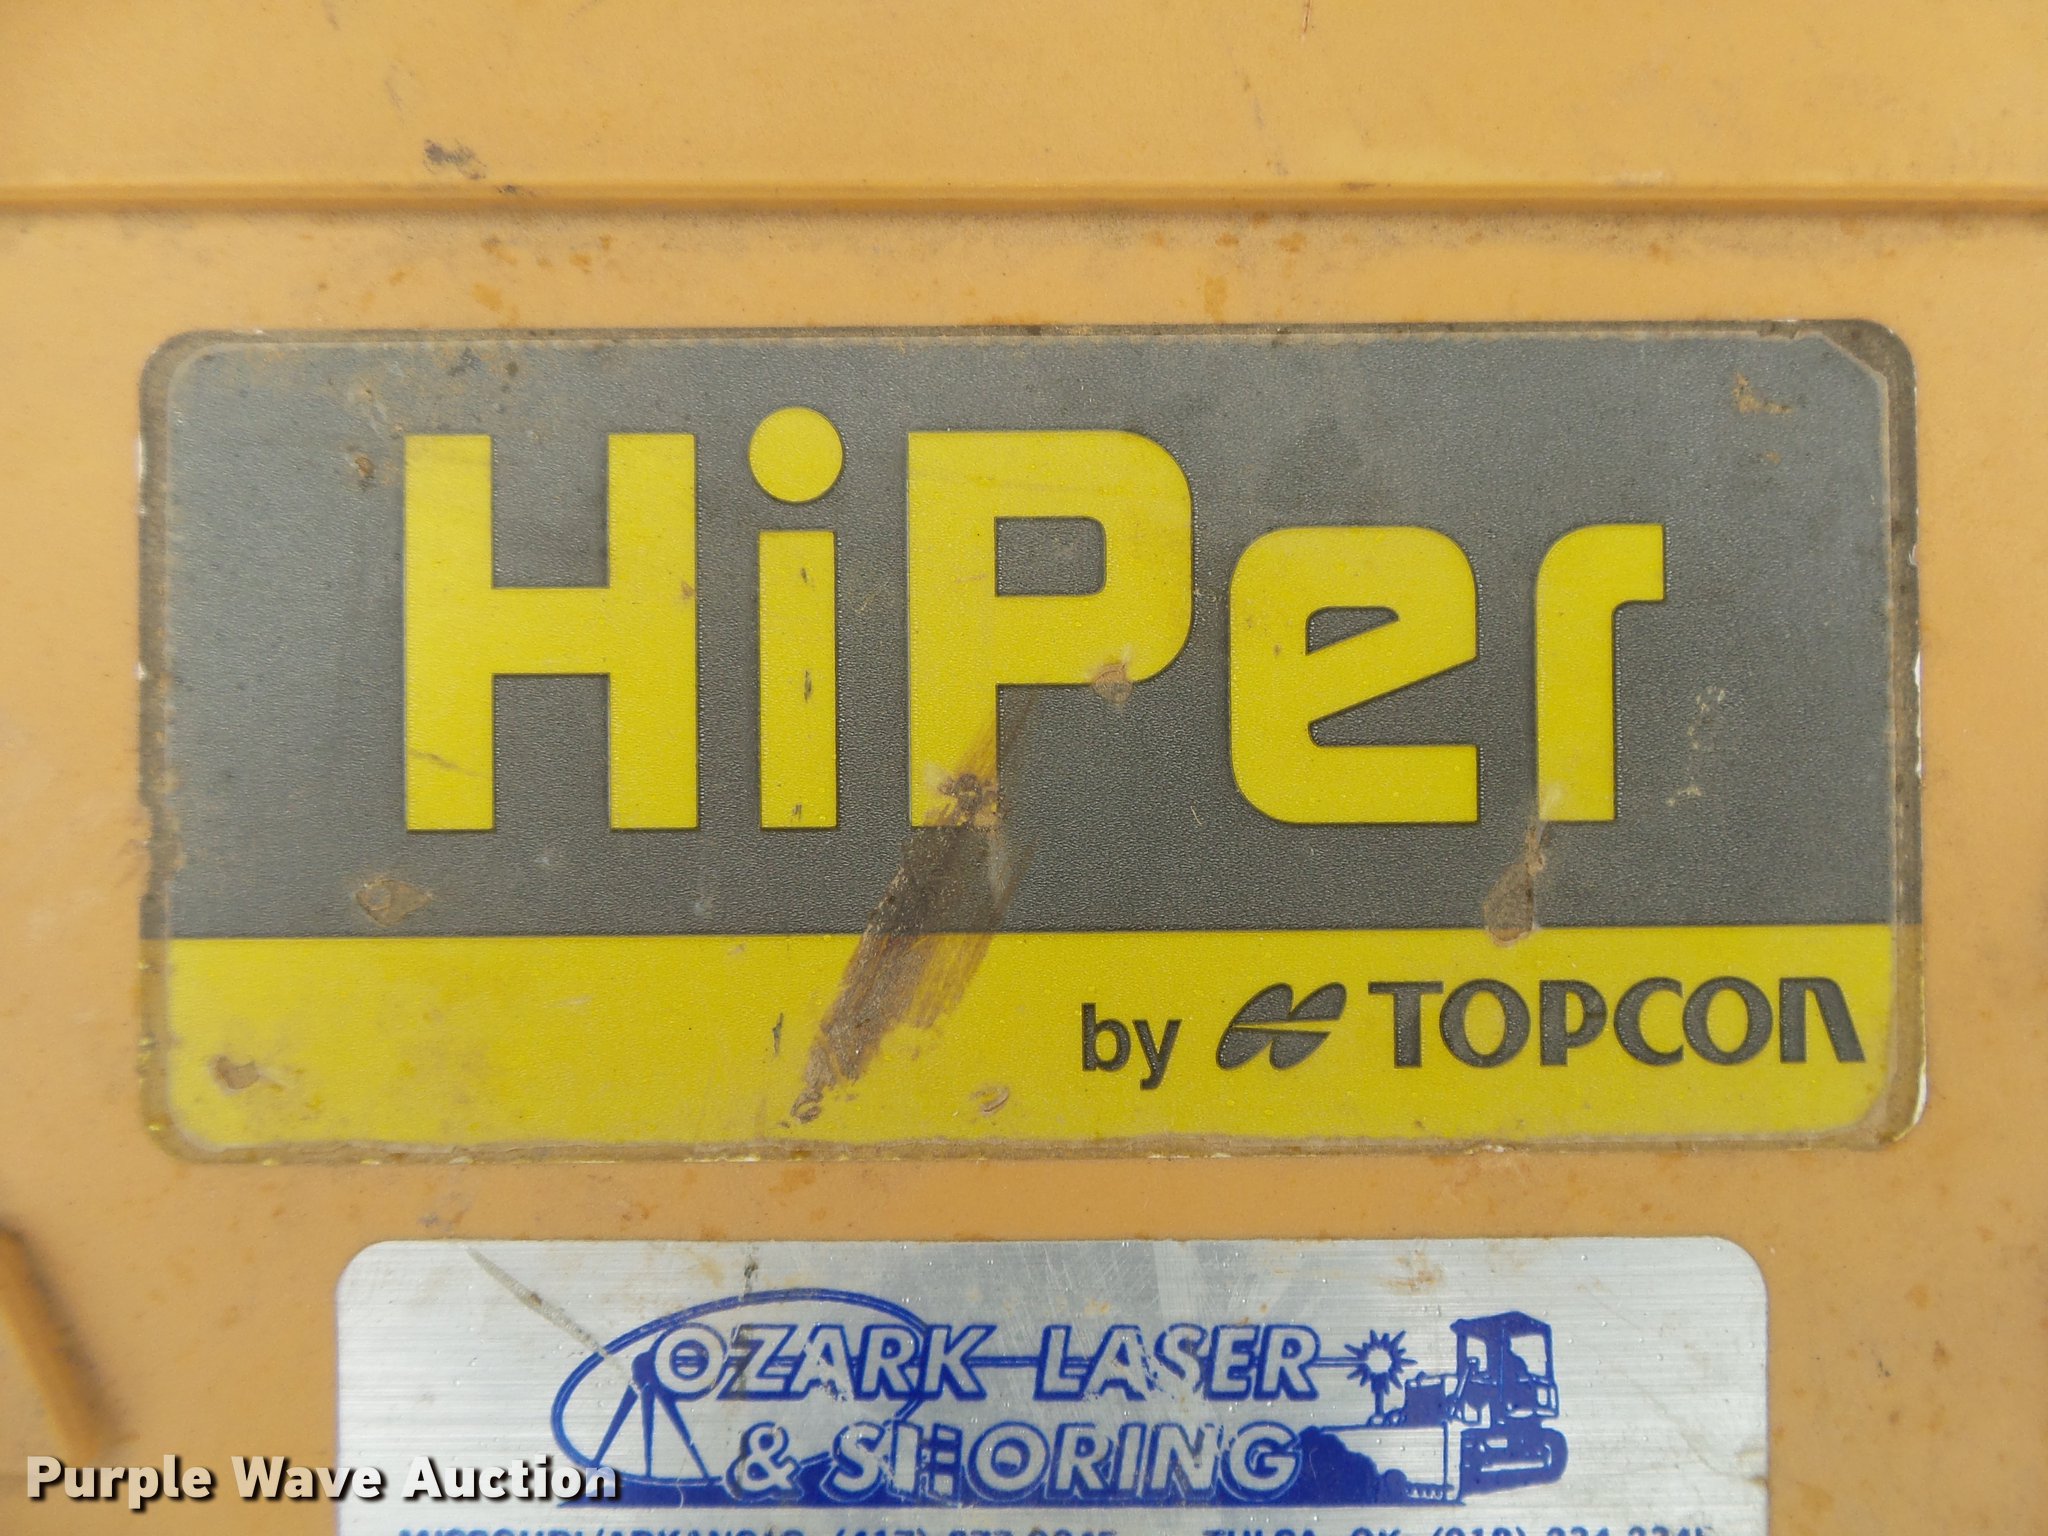 HiPer
by TOPCON
OZARK LASER
& SHORING
Purple Wave Auction